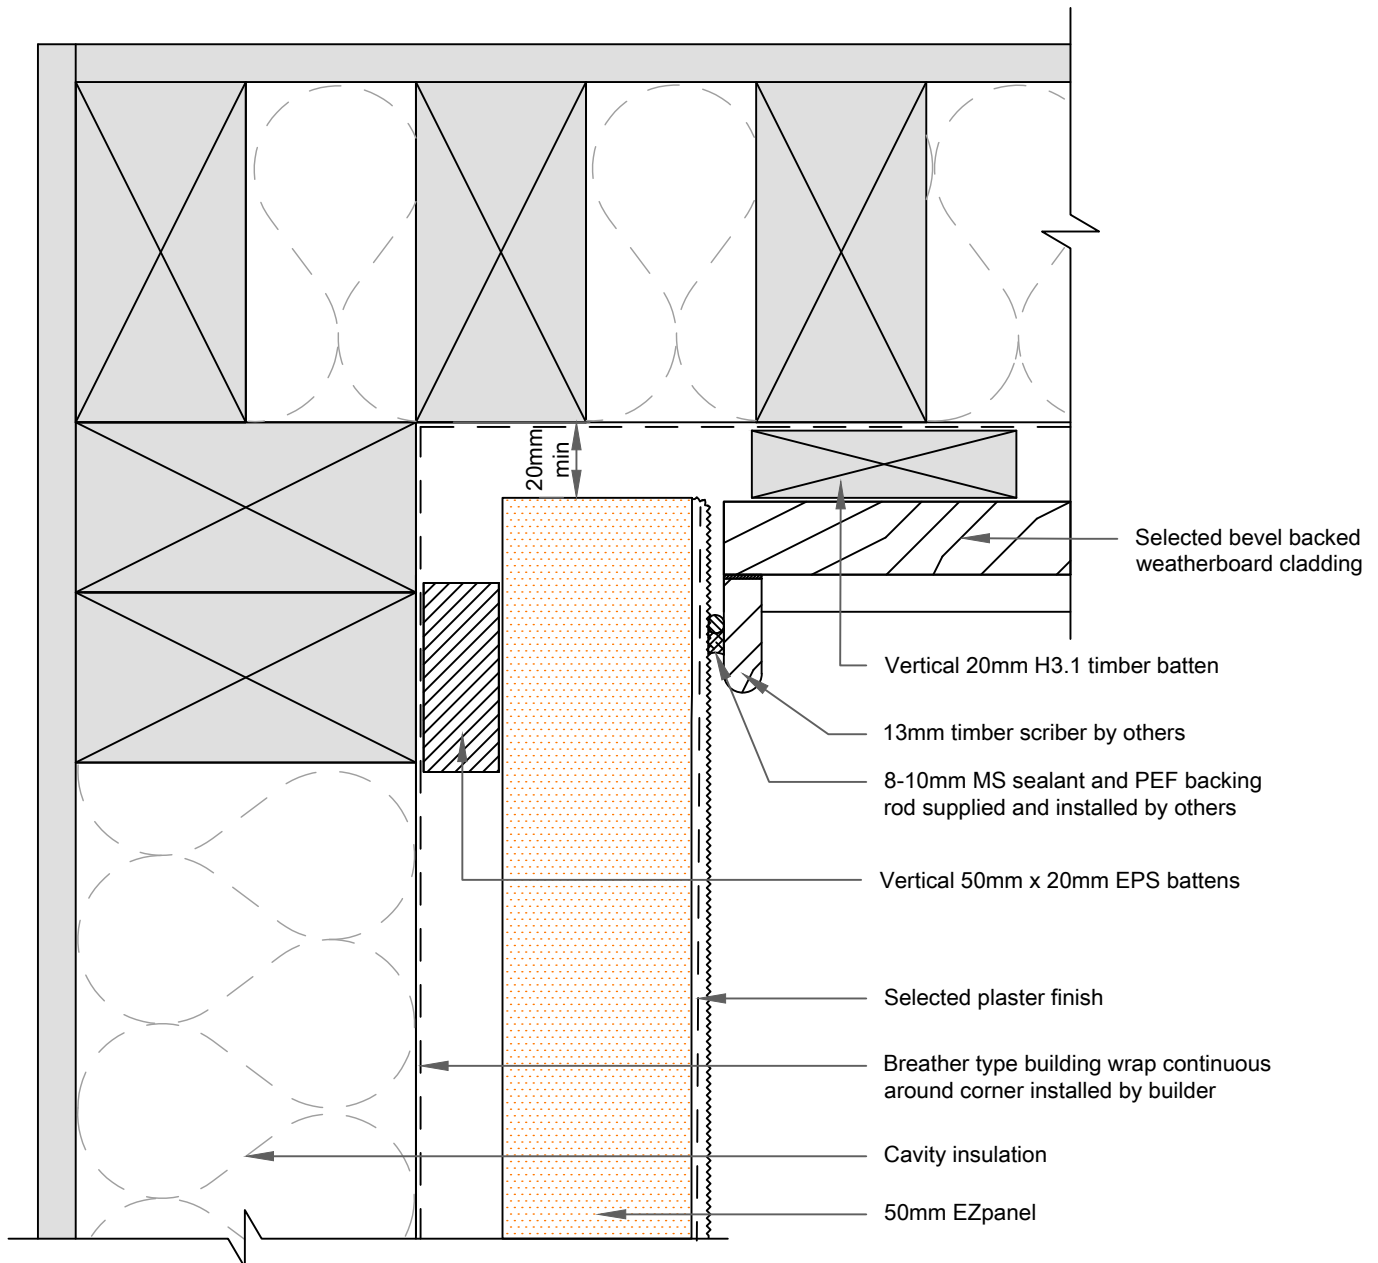 20mm
min
Selected bevel backed
weatherboard cladding
Vertical 20mm H3.1 timber batten
13mm timber scriber by others
8-10mm MS sealant and PEF backing
rod supplied and installed by others
Vertical 50mm x 20mm EPS battens
Selected plaster finish
Breather type building wrap continuous
around corner installed by builder
Cavity insulation
50mm EZpanel